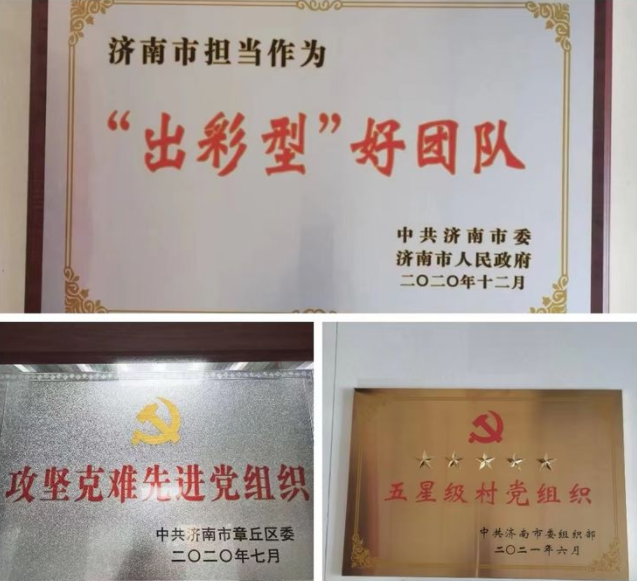 济南市担当作为
“出彩型”好团队
中共济南市委
济南市人民政府
二〇二〇年十二月
攻坚克难先进党组织
中共济南市章丘区委
二〇二〇年七月
五星级村党组织
中共济南市委组织部
二〇二一年六月